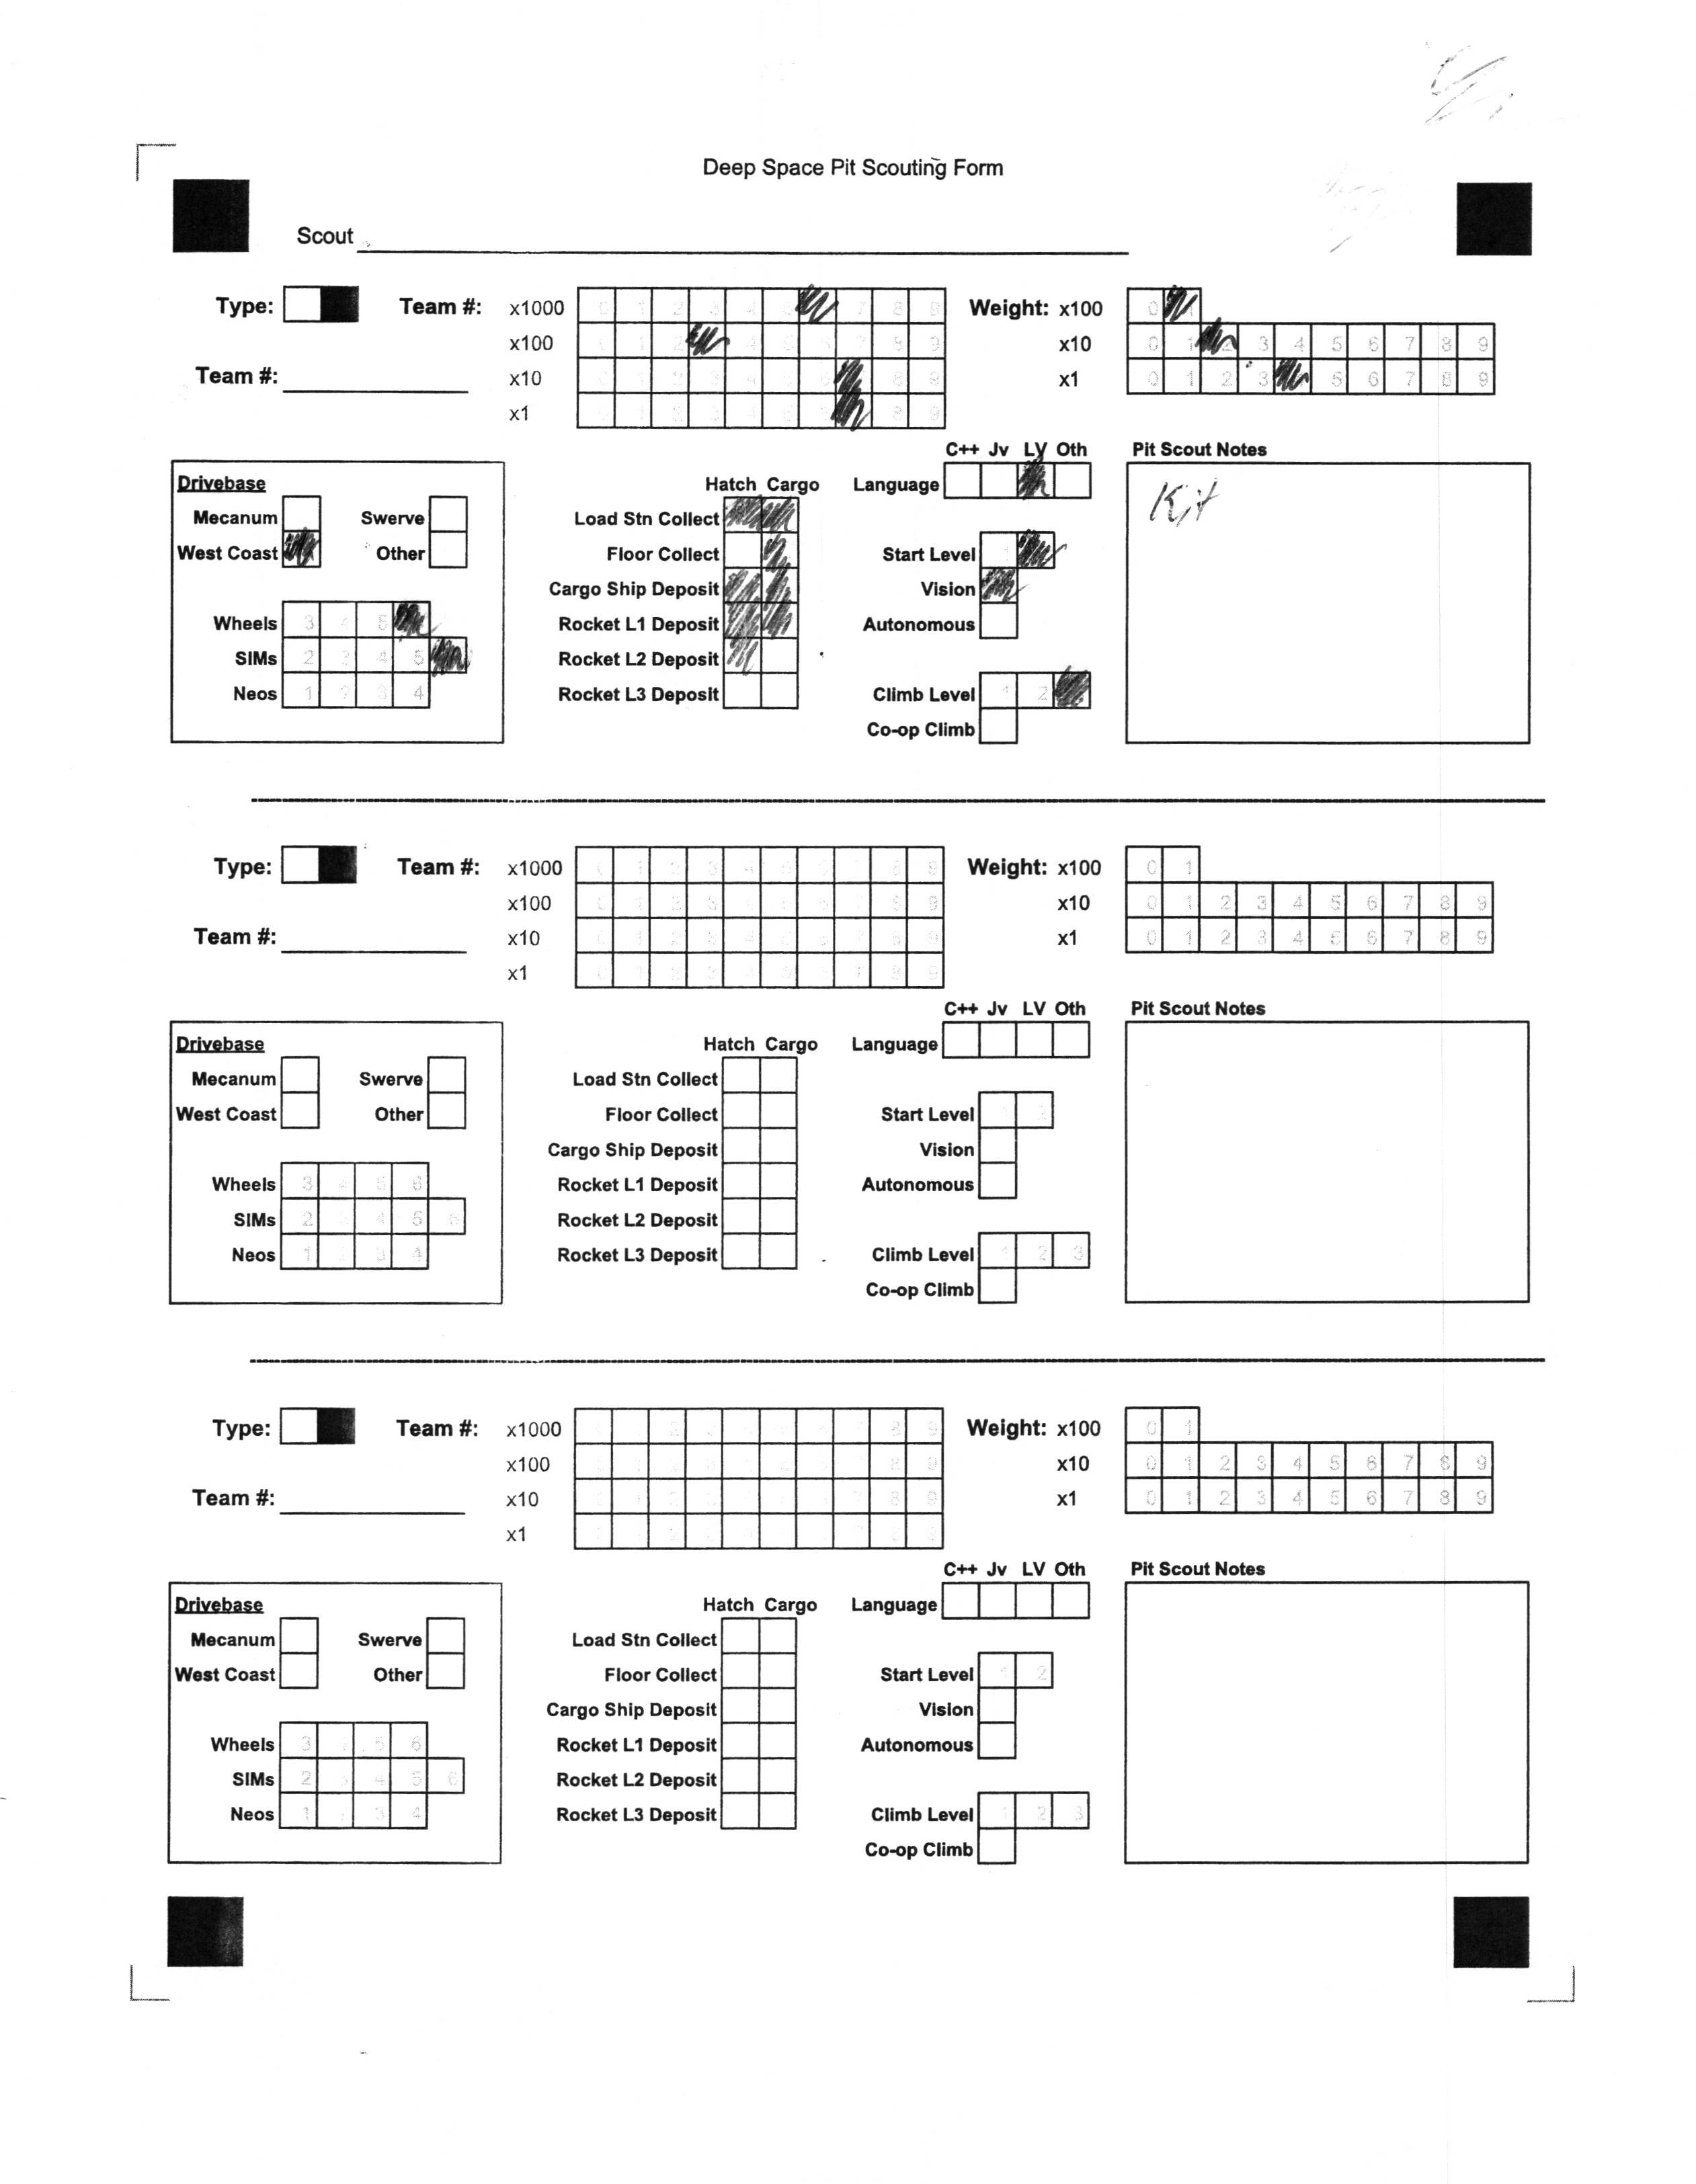 Deep Space Pit Scouting Form
Scout
Type: Team #: x1000 0 1 2 3 4 5 7 8 9 Weight: x100 0
x100 0 1 2 4 5 6 7 8 9 x10 0 1 2 3 4 5 6 7 8 9
Team #: x10 0 1 2 3 4 5 6 8 9 x1 0 1 2 3 5 6 7 8 9
x1 0 1 2 3 4 5 6 8 9
C++ Jv LV Oth Pit Scout Notes
Drivebase Hatch Cargo Language
Kit
Mecanum Swerve Load Stn Collect
West Coast Other Floor Collect Start Level 1
Cargo Ship Deposit Vision
Wheels 3 4 5 Rocket L1 Deposit Autonomous
SIMs 2 3 4 5 Rocket L2 Deposit
Neos 1 2 3 4 Rocket L3 Deposit Climb Level 1 2
Co-op Climb
Type: Team #: x1000 0 1 2 3 4 5 6 7 8 9 Weight: x100 0 1
x100 0 1 2 3 4 5 6 7 8 9 x10 0 1 2 3 4 5 6 7 8 9
Team #: x10 0 1 2 3 4 5 6 7 8 9 x1 0 1 2 3 4 5 6 7 8 9
x1 0 1 2 3 4 5 6 7 8 9
C++ Jv LV Oth Pit Scout Notes
Drivebase Hatch Cargo Language
Mecanum Swerve Load Stn Collect
West Coast Other Floor Collect Start Level 1 2
Cargo Ship Deposit Vision
Wheels 3 4 5 6 Rocket L1 Deposit Autonomous
SIMs 2 3 4 5 6 Rocket L2 Deposit
Neos 1 2 3 4 Rocket L3 Deposit Climb Level 1 2 3
Co-op Climb
Type: Team #: x1000 0 1 2 3 4 5 6 7 8 9 Weight: x100 0 1
x100 0 1 2 3 4 5 6 7 8 9 x10 0 1 2 3 4 5 6 7 8 9
Team #: x10 0 1 2 3 4 5 6 7 8 9 x1 0 1 2 3 4 5 6 7 8 9
x1 0 1 2 3 4 5 6 7 8 9
C++ Jv LV Oth Pit Scout Notes
Drivebase Hatch Cargo Language
Mecanum Swerve Load Stn Collect
West Coast Other Floor Collect Start Level 1 2
Cargo Ship Deposit Vision
Wheels 3 4 5 6 Rocket L1 Deposit Autonomous
SIMs 2 3 4 5 6 Rocket L2 Deposit
Neos 1 2 3 4 Rocket L3 Deposit Climb Level 1 2 3
Co-op Climb